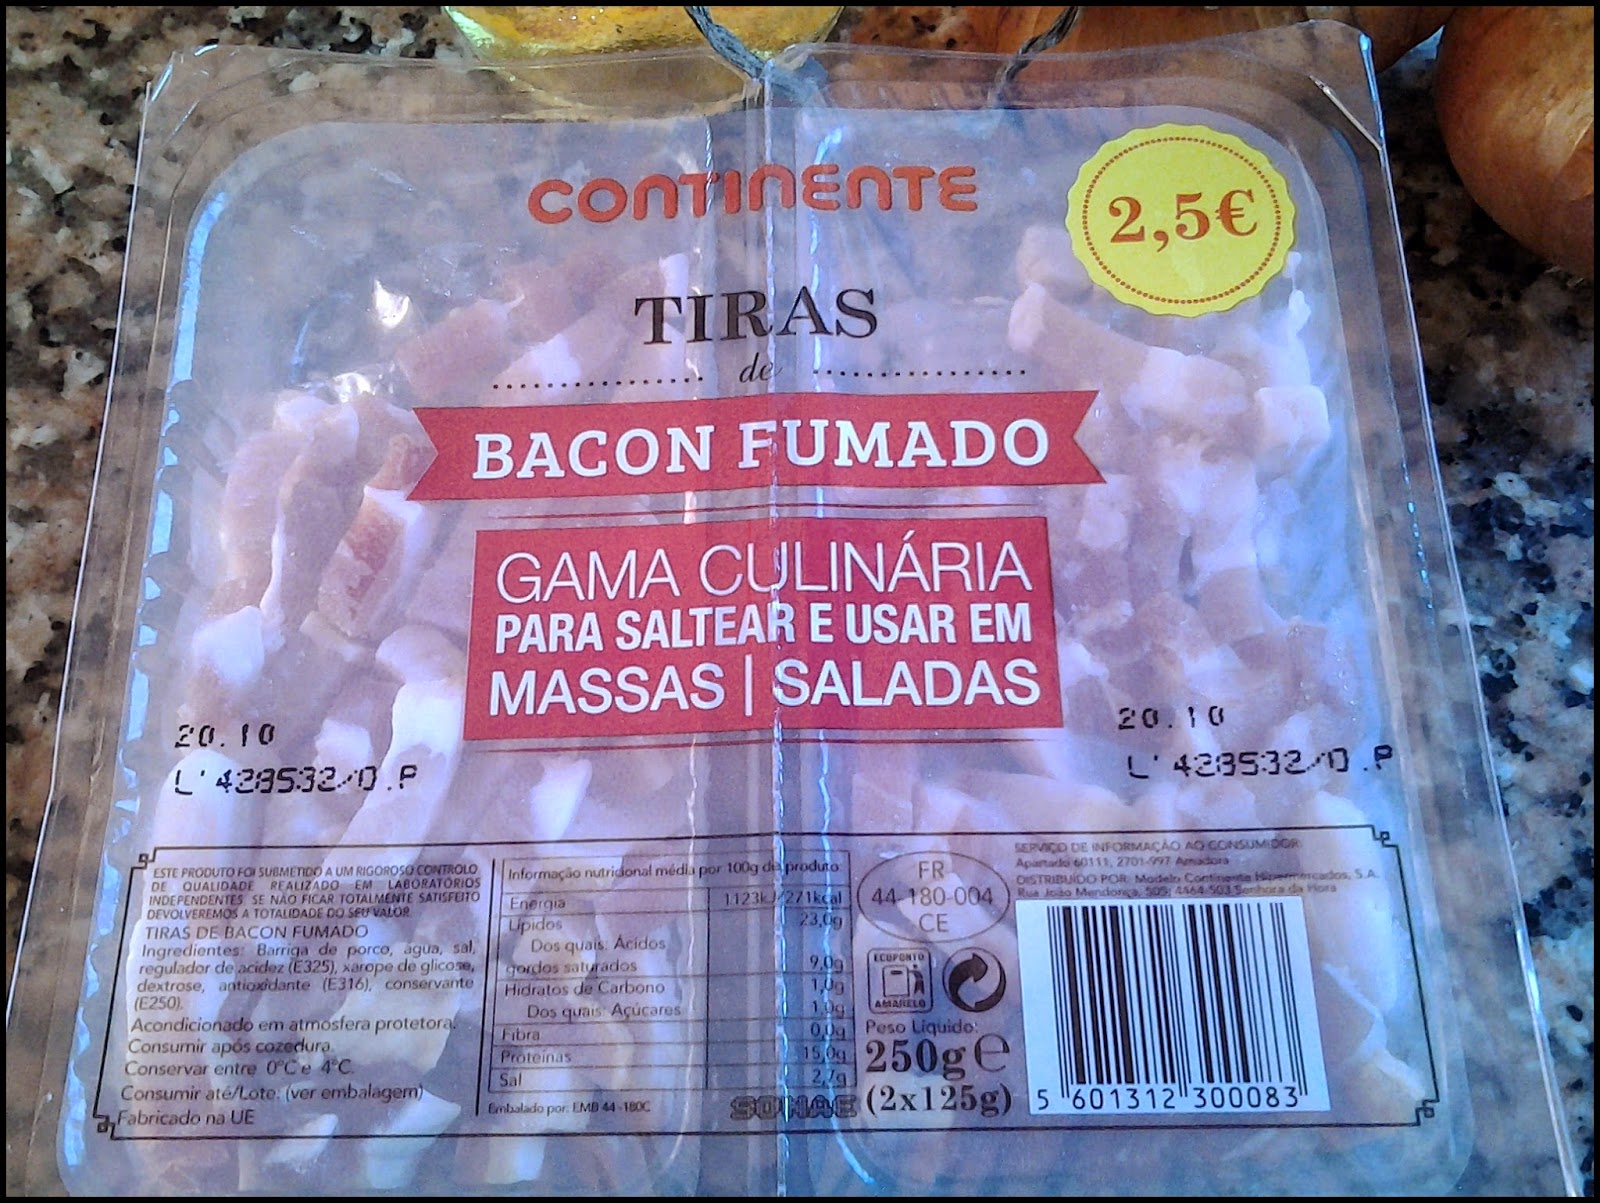 CONTINENTE
2,5€
TIRAS
de
BACON FUMADO
GAMA CULINÁRIA
PARA SALTEAR E USAR EM
MASSAS | SALADAS
20.10
L'428532/0.P
20.10
L'428532/0.P
ESTE PRODUTO FOI SUBMETIDO A UM RIGOROSO CONTROLO
DE QUALIDADE REALIZADO EM LABORATÓRIOS
INDEPENDENTES. SE NÃO FICAR TOTALMENTE SATISFEITO
DEVOLVEREMOS A TOTALIDADE DO SEU VALOR
TIRAS DE BACON FUMADO
Ingredientes: Barriga de porco, água, sal,
regulador de acidez (E325), xarope de glicose,
dextrose, antioxidante (E316), conservante
(E250).
Acondicionado em atmosfera protetora.
Consumir após cozedura.
Conservar entre 0°C e 4°C.
Consumir até/Lote: (ver embalagem)
Fabricado na UE
Informação nutricional média por 100g de produto
Energia 1123kJ/271kcal
Lípidos 23,0g
Dos quais: Ácidos
gordos saturados 9,0g
Hidratos de Carbono 1,0g
Dos quais: Açúcares 1,0g
Fibra 0,0g
Proteínas 15,0g
Sal 2,7g
Embalado por: EMB 44-180C
SONAE
FR
44-180-004
CE
ECOPONTO
AMARELO
Peso Líquido:
250g e
(2x125g)
SERVIÇO DE INFORMAÇÃO AO CONSUMIDOR:
Apartado 60111, 2701-997 Amadora
DISTRIBUÍDO POR: Modelo Continente Hipermercados, S.A.
Rua João Mendonça, 505; 4464-503 Senhora da Hora
5 601312 300083